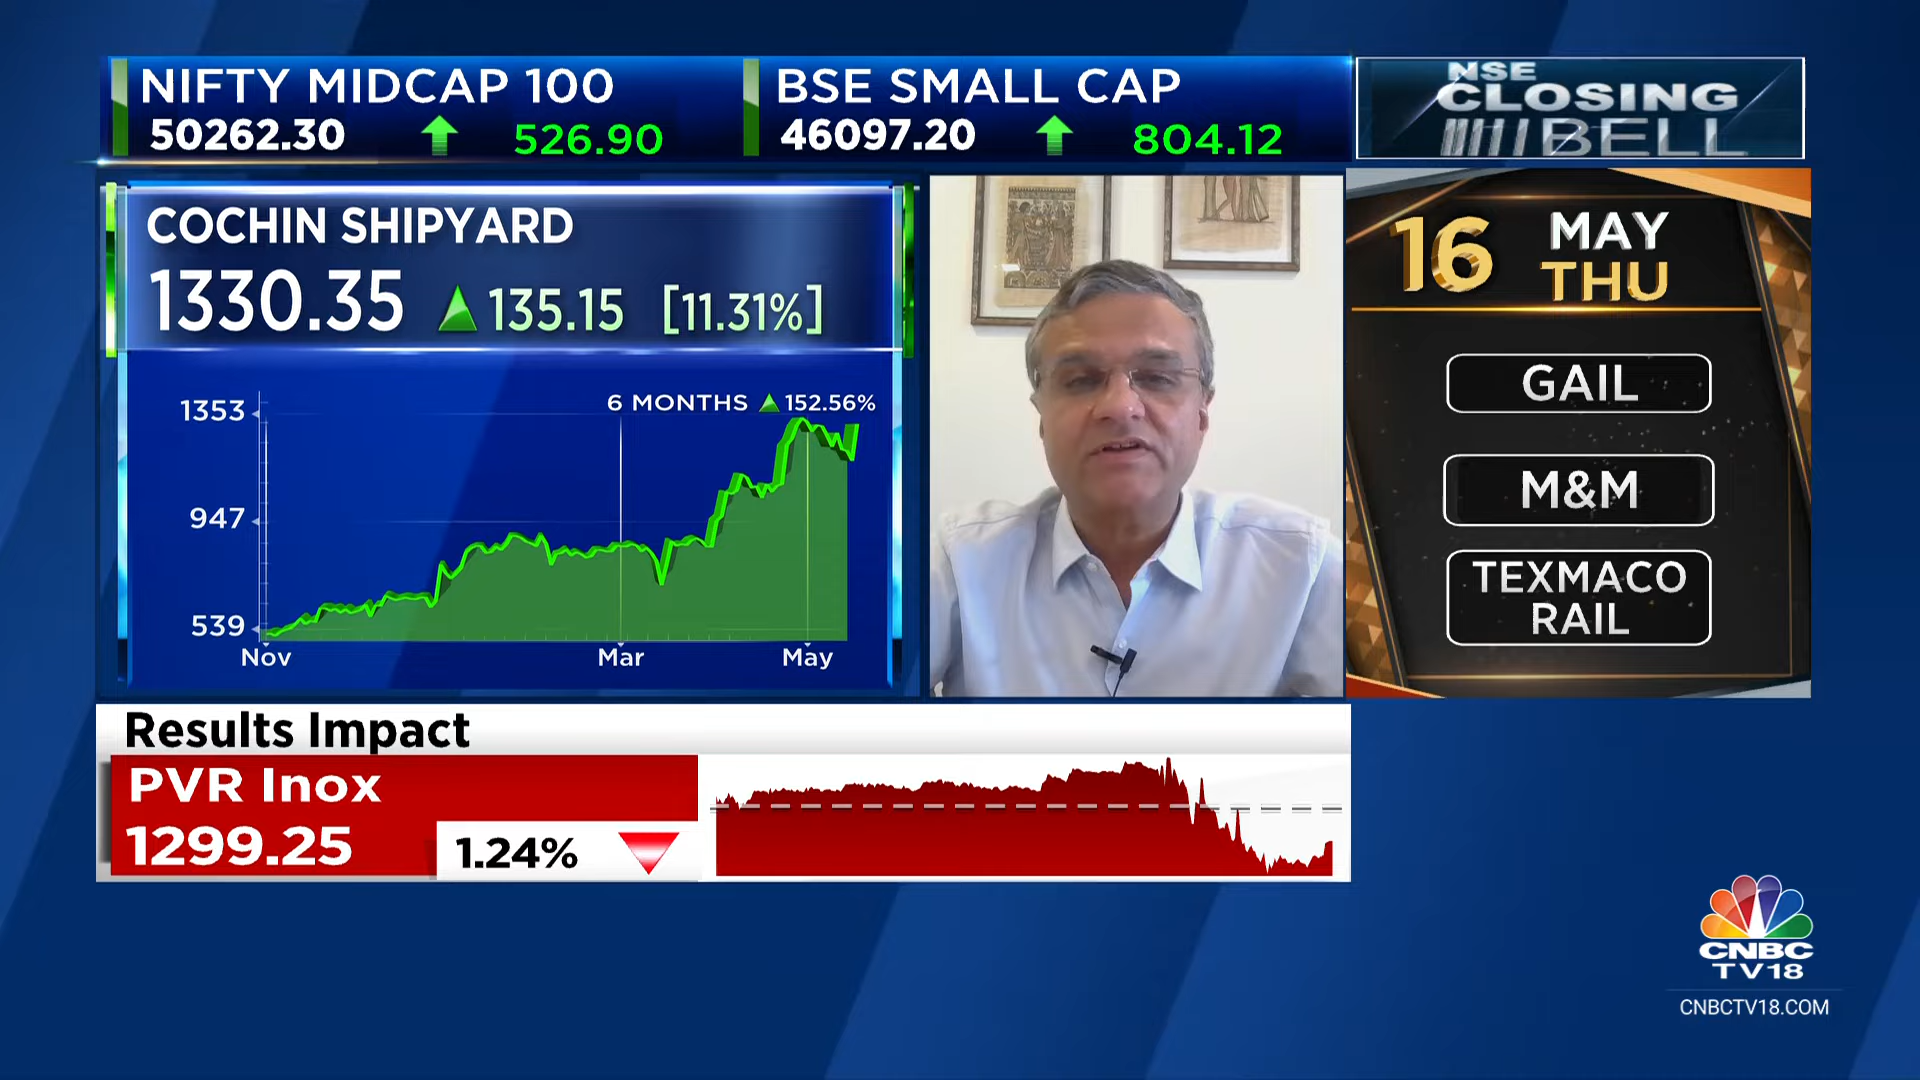 NIFTY MIDCAP 100
50262.30 526.90
BSE SMALL CAP
46097.20 804.12
NSE
CLOSING
BELL
COCHIN SHIPYARD
1330.35 135.15 [11.31%]
6 MONTHS 152.56%
1353
947
539
Nov Mar May
16 MAY
THU
GAIL
M&M
TEXMACO
RAIL
Results Impact
PVR Inox
1299.25
1.24%
CNBC
TV18
CNBCTV18.COM